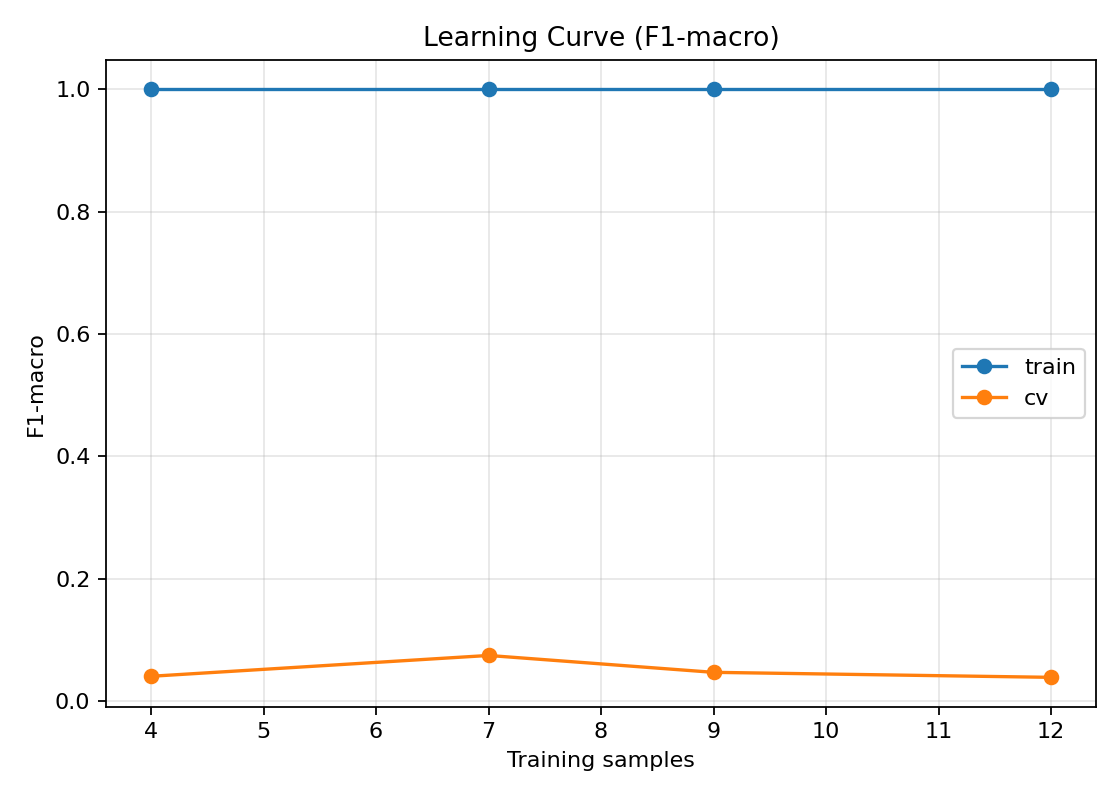 Learning Curve (F1-macro)
1.0
0.8
0.6
0.4
0.2
0.0
F1-macro
train
cv
4 5 6 7 8 9 10 11 12
Training samples